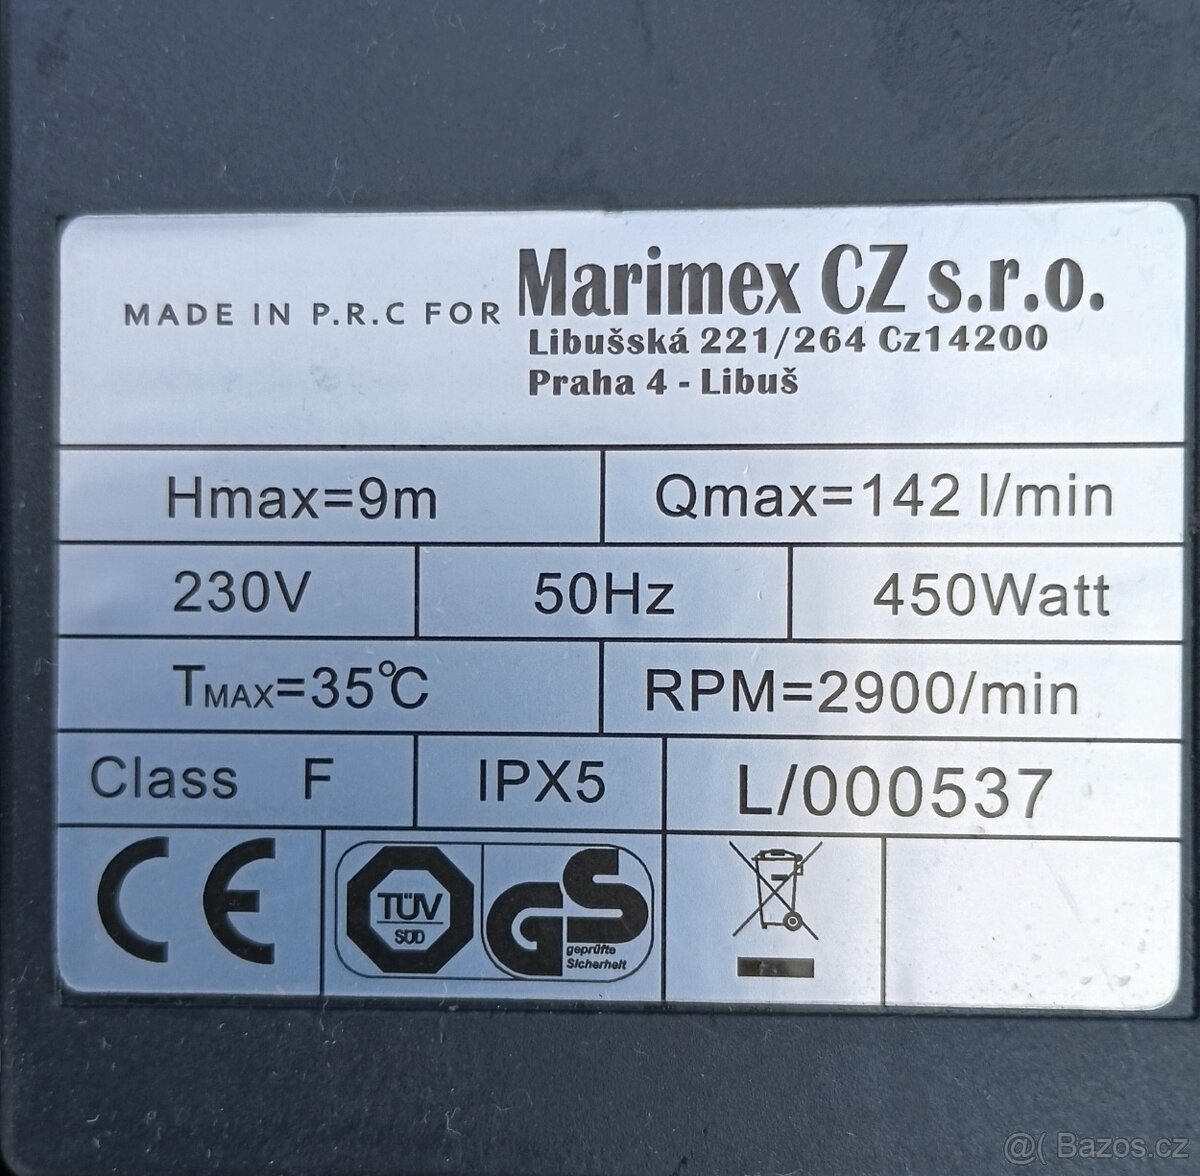 MADE IN P.R.C FOR Marimex CZ s.r.o.
Libušská 221/264 Cz14200
Praha 4 - Libuš
Hmax=9m Qmax=142 l/min
230V 50Hz 450Watt
TMAX=35℃ RPM=2900/min
Class F IPX5 L/000537
CE TÜV SÜD GS geprüfte Sicherheit
@( Bazos.cz